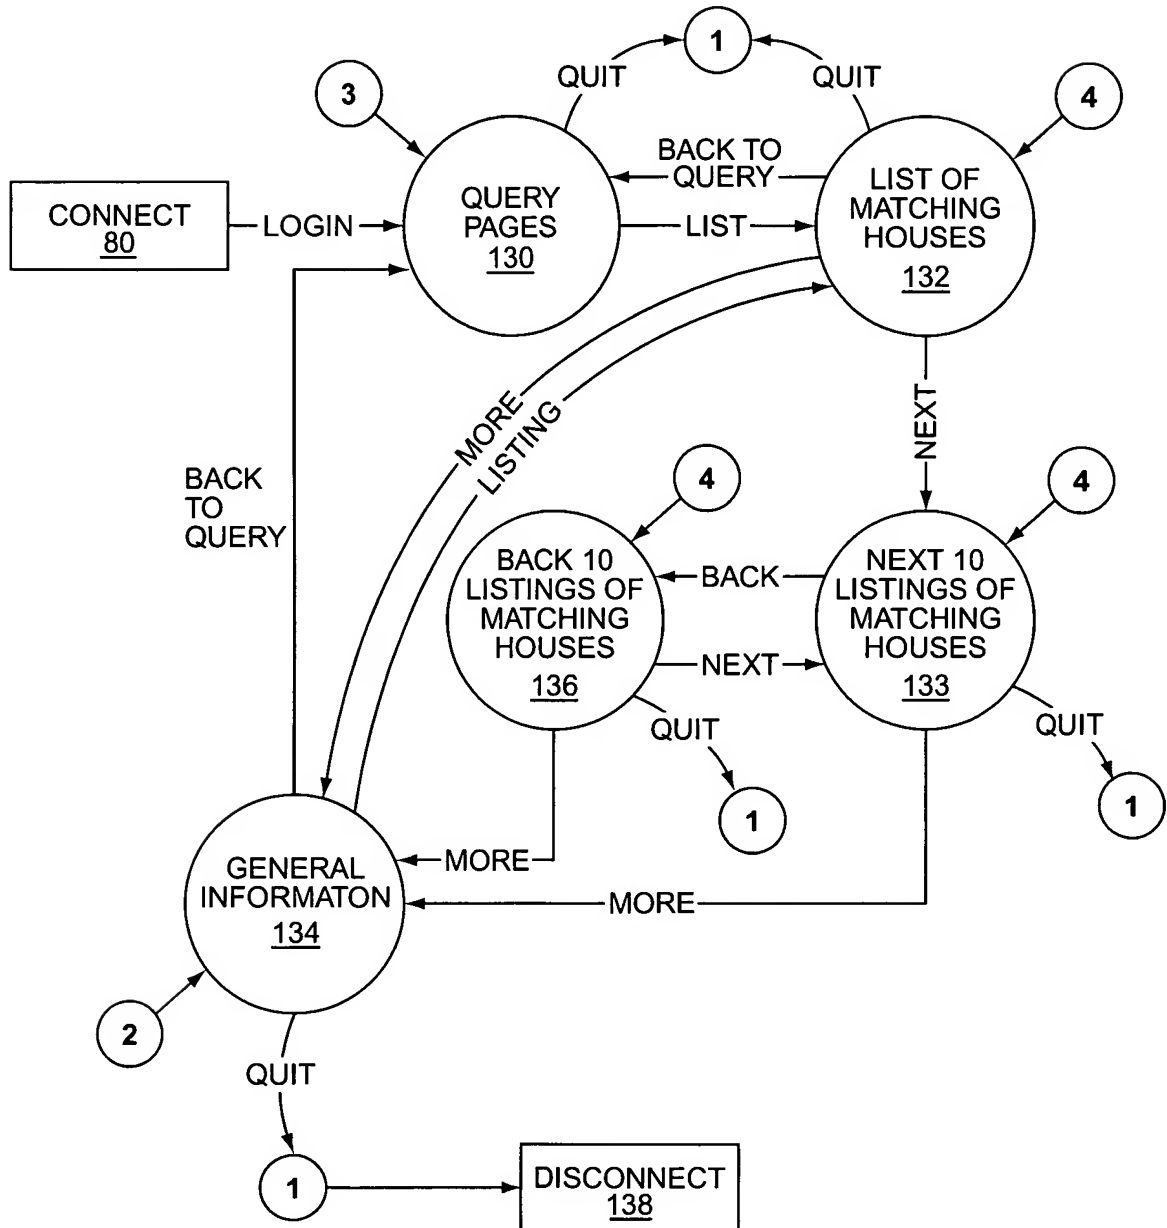 1
QUIT
QUIT
3
4
BACK TO
QUERY
QUERY
PAGES
130
LIST OF
MATCHING
HOUSES
132
CONNECT
80
LOGIN
LIST
MORE
LISTING
NEXT
BACK
TO
QUERY
4
4
BACK 10
LISTINGS OF
MATCHING
HOUSES
136
BACK
NEXT
NEXT 10
LISTINGS OF
MATCHING
HOUSES
133
QUIT
QUIT
1
1
MORE
MORE
GENERAL
INFORMATON
134
2
QUIT
1
DISCONNECT
138